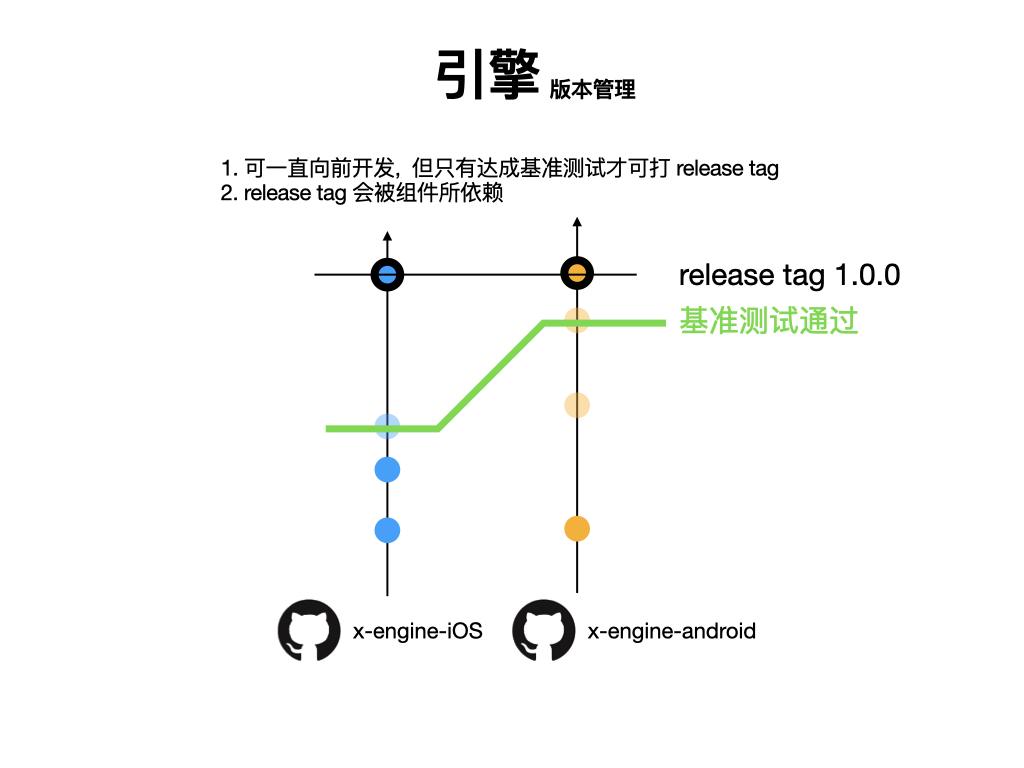 引擎 版本管理
1. 可一直向前开发, 但只有达成基准测试才可打 release tag
2. release tag 会被组件所依赖
release tag 1.0.0
基准测试通过
x-engine-iOS
x-engine-android